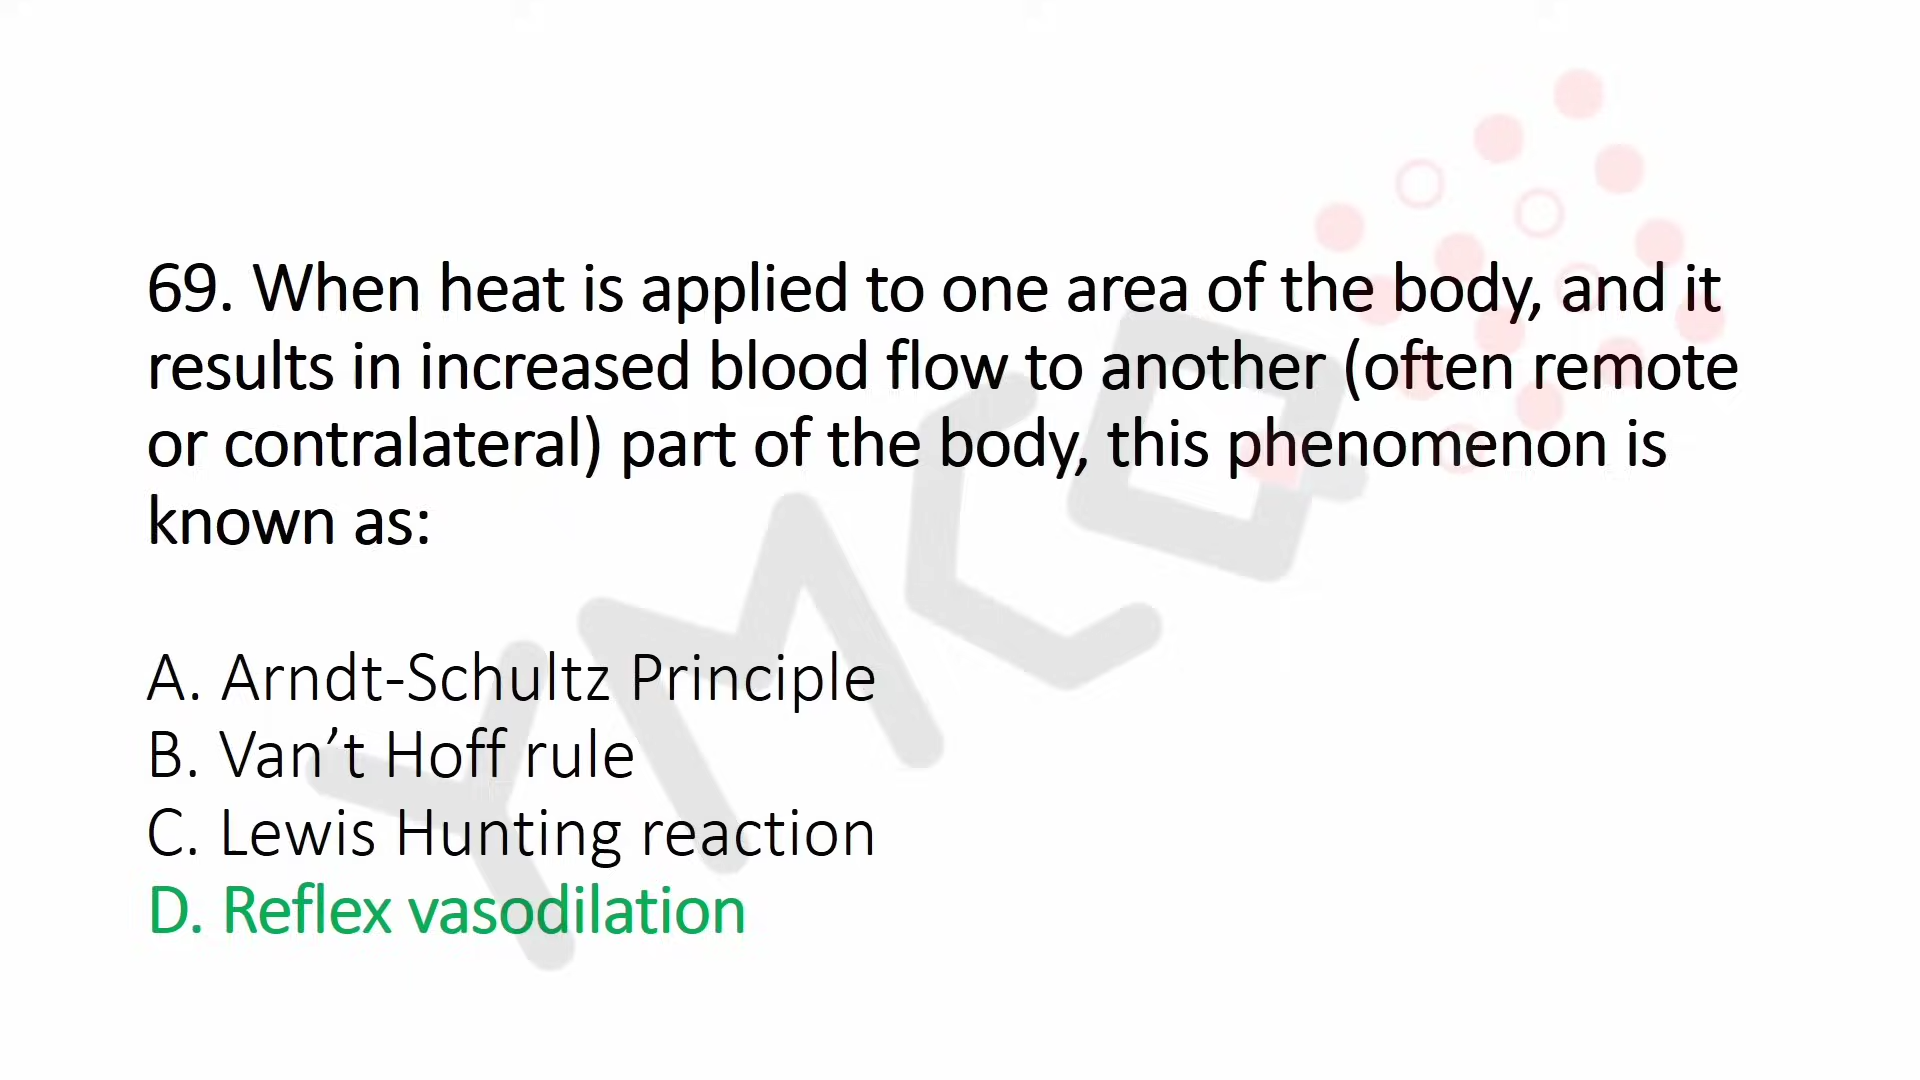 69. When heat is applied to one area of the body, and it
results in increased blood flow to another (often remote
or contralateral) part of the body, this phenomenon is
known as:
A. Arndt-Schultz Principle
B. Van’t Hoff rule
C. Lewis Hunting reaction
D. Reflex vasodilation
YMCD